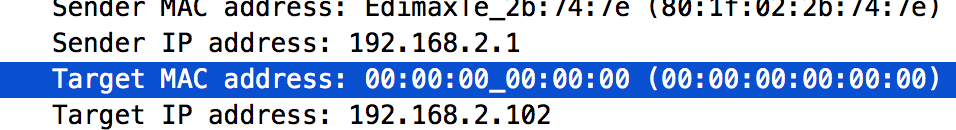 Sender MAC address: EdimaxTe_2b:74:7e (80:1f:02:2b:74:7e)
Sender IP address: 192.168.2.1
Target MAC address: 00:00:00_00:00:00 (00:00:00:00:00:00)
Target IP address: 192.168.2.102